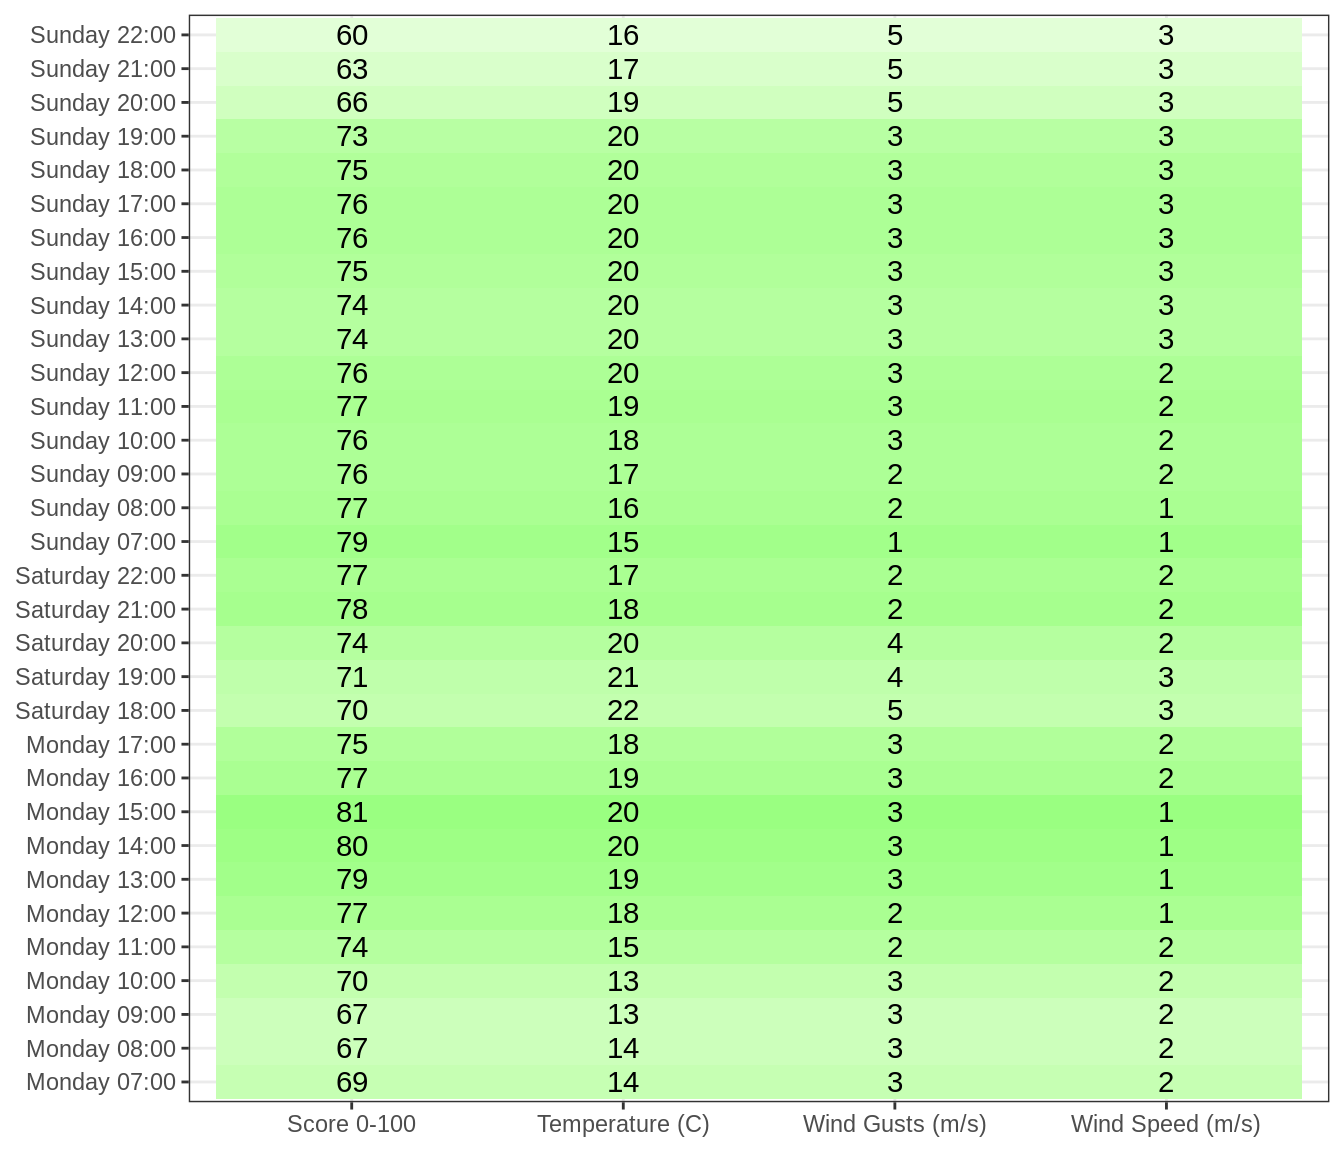 Sunday 22:00 60 16 5 3
Sunday 21:00 63 17 5 3
Sunday 20:00 66 19 5 3
Sunday 19:00 73 20 3 3
Sunday 18:00 75 20 3 3
Sunday 17:00 76 20 3 3
Sunday 16:00 76 20 3 3
Sunday 15:00 75 20 3 3
Sunday 14:00 74 20 3 3
Sunday 13:00 74 20 3 3
Sunday 12:00 76 20 3 2
Sunday 11:00 77 19 3 2
Sunday 10:00 76 18 3 2
Sunday 09:00 76 17 2 2
Sunday 08:00 77 16 2 1
Sunday 07:00 79 15 1 1
Saturday 22:00 77 17 2 2
Saturday 21:00 78 18 2 2
Saturday 20:00 74 20 4 2
Saturday 19:00 71 21 4 3
Saturday 18:00 70 22 5 3
Monday 17:00 75 18 3 2
Monday 16:00 77 19 3 2
Monday 15:00 81 20 3 1
Monday 14:00 80 20 3 1
Monday 13:00 79 19 3 1
Monday 12:00 77 18 2 1
Monday 11:00 74 15 2 2
Monday 10:00 70 13 3 2
Monday 09:00 67 13 3 2
Monday 08:00 67 14 3 2
Monday 07:00 69 14 3 2
Score 0-100 Temperature (C) Wind Gusts (m/s) Wind Speed (m/s)